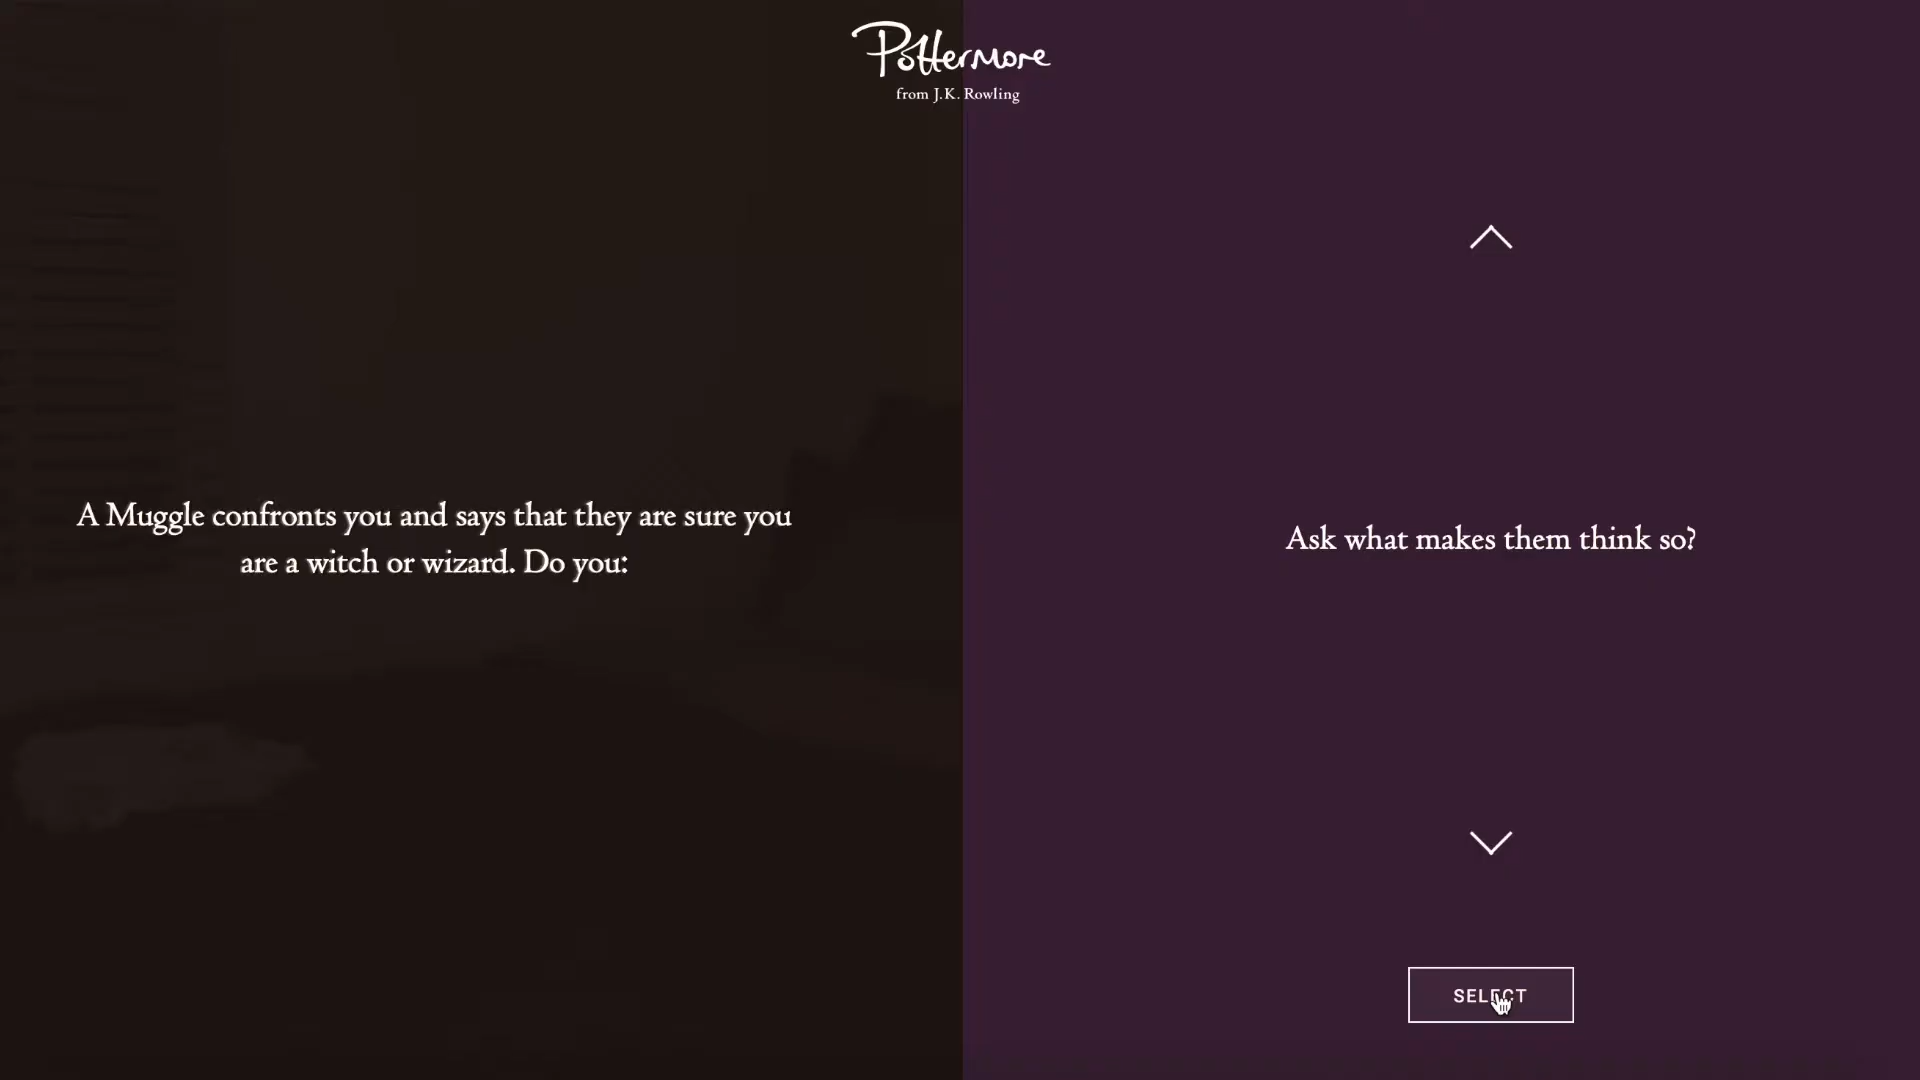 Pottermore
from J.K. Rowling
A Muggle confronts you and says that they are sure you
are a witch or wizard. Do you:
Ask what makes them think so?
SELECT